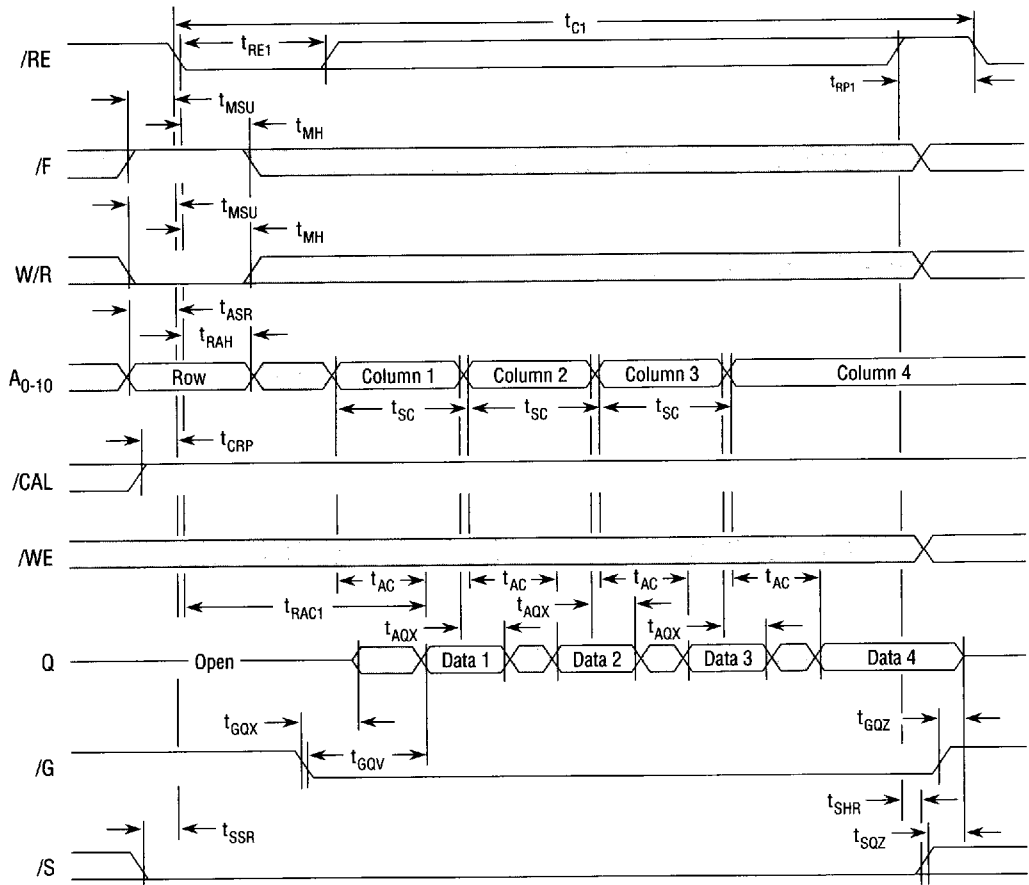 tC1
tRE1
/RE
tRP1
tMSU
tMH
/F
tMSU
tMH
W/R
tASR
tRAH
A0-10
Row
Column 1
Column 2
Column 3
Column 4
tSC
tSC
tSC
tCRP
/CAL
/WE
tAC
tAC
tAC
tAC
tRAC1
tAQX
tAQX
tAQX
Q
Open
Data 1
Data 2
Data 3
Data 4
tGQX
tGQV
tGQZ
/G
tSHR
tSSR
tSQZ
/S